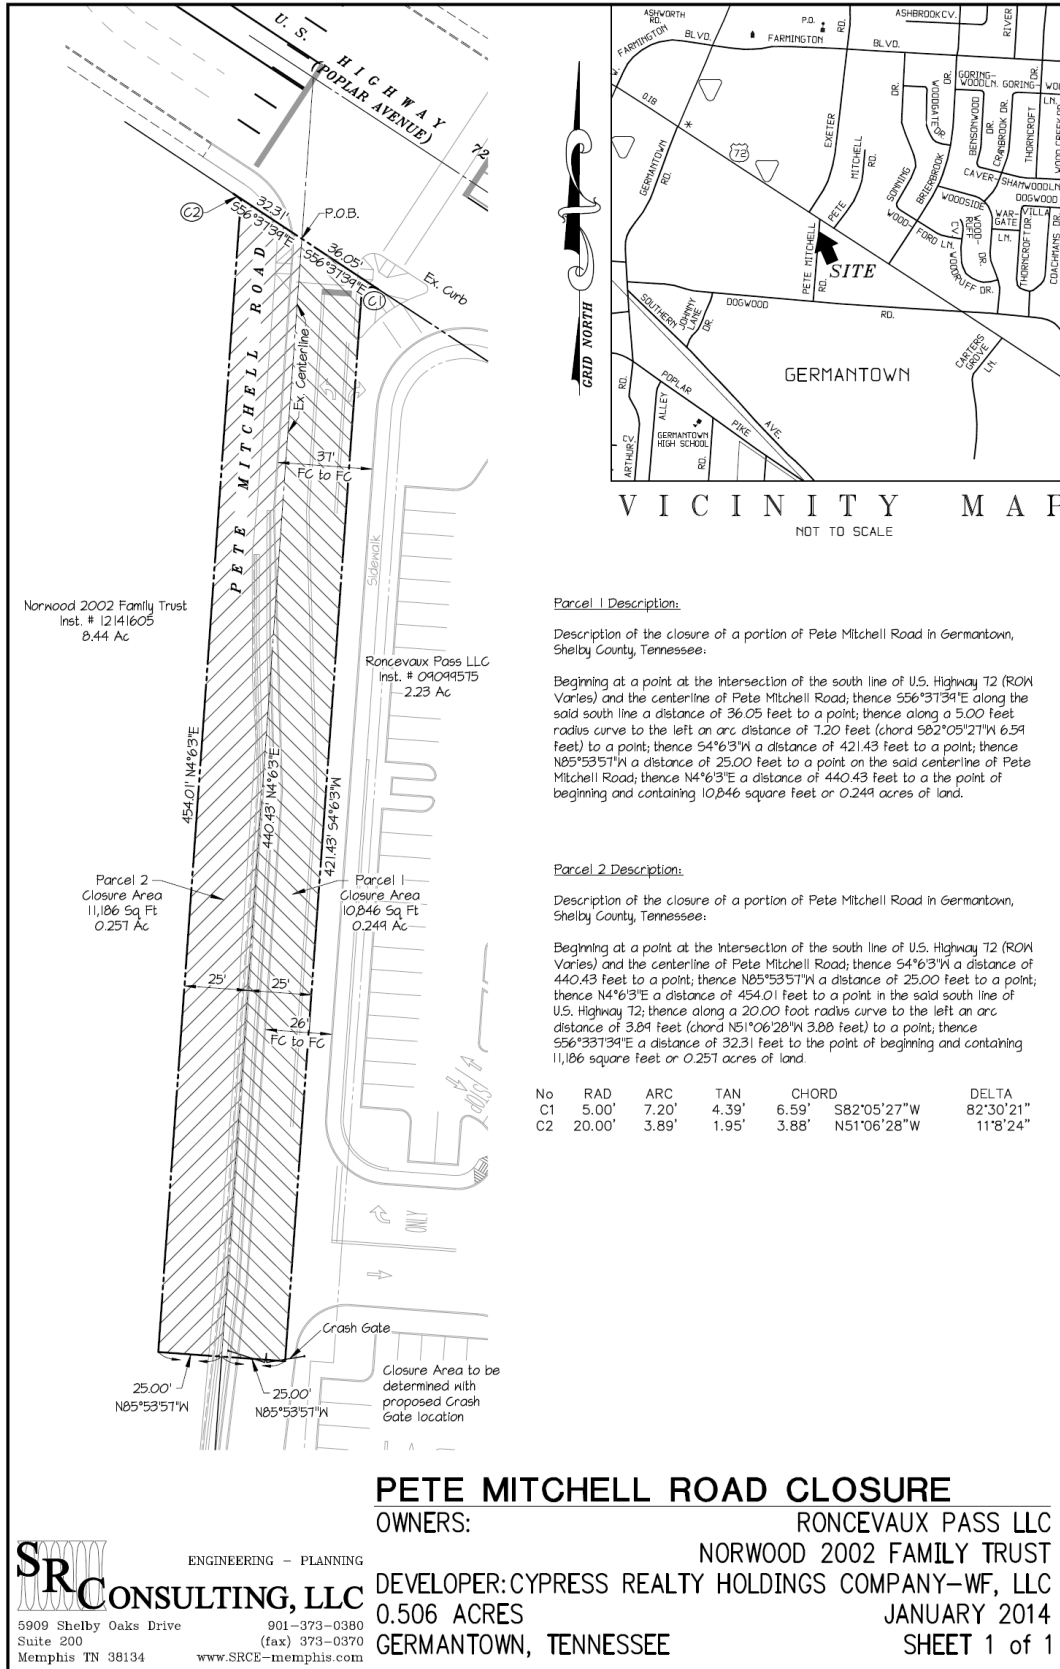 U. S. HIGHWAY 72
(POPLAR AVENUE)
C2
32.31'
S56°37'39"E
P.O.B.
36.05'
S56°37'39"E
C1
Ex. Curb
PETE MITCHELL ROAD
Ex. Centerline
37'
FC to FC
Sidewalk
Norwood 2002 Family Trust
Inst. # 12141605
8.44 Ac
Roncevaux Pass LLC
Inst. # 09099575
2.23 Ac
454.01' N4°6'3"E
440.43' N4°6'3"E
421.43' S4°6'3"W
Parcel 2
Closure Area
11,186 Sq Ft
0.257 Ac
Parcel 1
Closure Area
10,846 Sq Ft
0.249 Ac
25'
25'
26'
FC to FC
STOP
ONLY
Crash Gate
25.00'
N85°53'57"W
25.00'
N85°53'57"W
Closure Area to be
determined with
proposed Crash
Gate location
GRID NORTH
ASHWORTH
RD.
P.O.
RD.
ASHBROOK CV.
RIVER
FARMINGTON
BLVD.
FARMINGTON
BLVD.
OLD
72
GERMANTOWN
RD.
EXETER
MITCHELL
RD.
PETE
PETE MITCHELL
RD.
SITE
DR.
SONNING
WOODGATE
DR.
BRIERBROOK
DR.
GORING-
WOOD LN.
GORING-
BENSONWOOD
DR.
CRANBROOK DR.
THORNCROFT
LN.
CAVER-
SHAMWOOD LN.
DOGWOOD
WOODSIDE
WAR-
GATE
VILLA
LN.
WOOD-
FORD LN.
WOOD-
RUFF
CV.
DR.
WOODRUFF DR.
THORNCROFT DR.
COACHMANS DR.
SOUTHERN
AVE.
JOHNNY
LANE
DR.
DOGWOOD
RD.
CARTERS
GROVE
LN.
GERMANTOWN
POPLAR
PIKE
RD.
ALLEY
RD.
CV.
ARTHUR
GERMANTOWN
HIGH SCHOOL
VICINITY MAP
NOT TO SCALE
Parcel 1 Description:
Description of the closure of a portion of Pete Mitchell Road in Germantown,
Shelby County, Tennessee:
Beginning at a point at the intersection of the south line of U.S. Highway 72 (ROW
Varies) and the centerline of Pete Mitchell Road; thence S56°37'39"E along the
said south line a distance of 36.05 feet to a point; thence along a 5.00 feet
radius curve to the left an arc distance of 7.20 feet (chord S82°05'27"W 6.59
feet) to a point; thence S4°6'3"W a distance of 421.43 feet to a point; thence
N85°53'57"W a distance of 25.00 feet to a point on the said centerline of Pete
Mitchell Road; thence N4°6'3"E a distance of 440.43 feet to a the point of
beginning and containing 10,846 square feet or 0.249 acres of land.
Parcel 2 Description:
Description of the closure of a portion of Pete Mitchell Road in Germantown,
Shelby County, Tennessee:
Beginning at a point at the intersection of the south line of U.S. Highway 72 (ROW
Varies) and the centerline of Pete Mitchell Road; thence S4°6'3"W a distance of
440.43 feet to a point; thence N85°53'57"W a distance of 25.00 feet to a point;
thence N4°6'3"E a distance of 454.01 feet to a point in the said south line of
U.S. Highway 72; thence along a 20.00 foot radius curve to the left an arc
distance of 3.89 feet (chord N51°06'28"W 3.88 feet) to a point; thence
S56°337'39"E a distance of 32.31 feet to the point of beginning and containing
11,186 square feet or 0.257 acres of land.
No RAD ARC TAN CHORD DELTA
C1 5.00' 7.20' 4.39' 6.59' S82°05'27"W 82°30'21"
C2 20.00' 3.89' 1.95' 3.88' N51°06'28"W 11°8'24"
PETE MITCHELL ROAD CLOSURE
OWNERS: RONCEVAUX PASS LLC
NORWOOD 2002 FAMILY TRUST
DEVELOPER: CYPRESS REALTY HOLDINGS COMPANY-WF, LLC
0.506 ACRES JANUARY 2014
GERMANTOWN, TENNESSEE SHEET 1 of 1
ENGINEERING - PLANNING
SR CONSULTING, LLC
5909 Shelby Oaks Drive 901-373-0380
Suite 200 (fax) 373-0370
Memphis TN 38134 www.SRCE-memphis.com